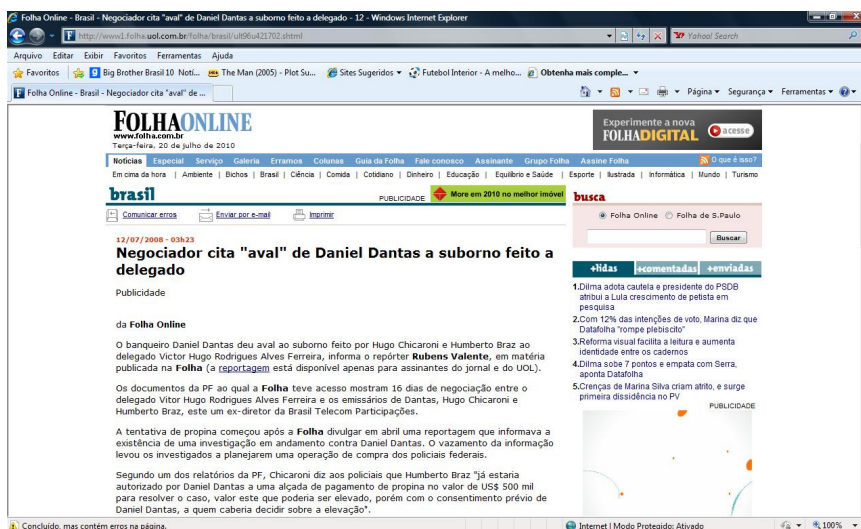 Folha Online - Brasil - Negociador cita "aval" de Daniel Dantas a suborno feito a delegado - 12 - Windows Internet Explorer
http://www1.folha.uol.com.br/folha/brasil/ult96u421702.shtml
Yahoo! Search
Arquivo Editar Exibir Favoritos Ferramentas Ajuda
Favoritos Big Brother Brasil 10 Noti... The Man (2005) - Plot Su... Sites Sugeridos Futebol Interior - A melho... Obtenha mais comple...
Folha Online - Brasil - Negociador cita "aval" de ...
Página Segurança Ferramentas
FOLHAONLINE
www.folha.com.br
Terça-feira, 20 de julho de 2010
Experimente a nova
FOLHADIGITAL
acesse
Notícias Especial Serviço Galeria Erramos Colunas Guia da Folha Fale conosco Assinante Grupo Folha Assine Folha O que é isso?
Em cima da hora | Ambiente | Bichos | Brasil | Ciência | Comida | Cotidiano | Dinheiro | Educação | Equilíbrio e Saúde | Esporte | Ilustrada | Informática | Mundo | Turismo
brasil
PUBLICIDADE
More em 2010 no melhor imóvel
Comunicar erros Enviar por e-mail Imprimir
12/07/2008 - 03h23
Negociador cita "aval" de Daniel Dantas a suborno feito a
delegado
Publicidade
da Folha Online
O banqueiro Daniel Dantas deu aval ao suborno feito por Hugo Chicaroni e Humberto Braz ao
delegado Victor Hugo Rodrigues Alves Ferreira, informa o repórter Rubens Valente, em matéria
publicada na Folha (a reportagem está disponível apenas para assinantes do jornal e do UOL).
Os documentos da PF ao qual a Folha teve acesso mostram 16 dias de negociação entre o
delegado Vitor Hugo Rodrigues Alves Ferreira e os emissários de Dantas, Hugo Chicaroni e
Humberto Braz, este um ex-diretor da Brasil Telecom Participações.
A tentativa de propina começou após a Folha divulgar em abril uma reportagem que informava a
existência de uma investigação em andamento contra Daniel Dantas. O vazamento da informação
levou os investigados a planejarem uma operação de compra dos policiais federais.
Segundo um dos relatórios da PF, Chicaroni diz aos policiais que Humberto Braz "já estaria
autorizado por Daniel Dantas a uma alçada de pagamento de propina no valor de US$ 500 mil
para resolver o caso, valor este que poderia ser elevado, porém com o consentimento prévio de
Daniel Dantas, a quem caberia decidir sobre a elevação".
busca
Folha Online Folha de S.Paulo
Buscar
+lidas +comentadas +enviadas
1.Dilma adota cautela e presidente do PSDB
atribui a Lula crescimento de petista em
pesquisa
2.Com 12% das intenções de voto, Marina diz que
Datafolha "rompe plebiscito"
3.Reforma visual facilita a leitura e aumenta
identidade entre os cadernos
4.Dilma sobe 7 pontos e empata com Serra,
aponta Datafolha
5.Crenças de Marina Silva criam atrito, e surge
primeira dissidência no PV
PUBLICIDADE
Concluído, mas contém erros na página.
Internet | Modo Protegido: Ativado
100%